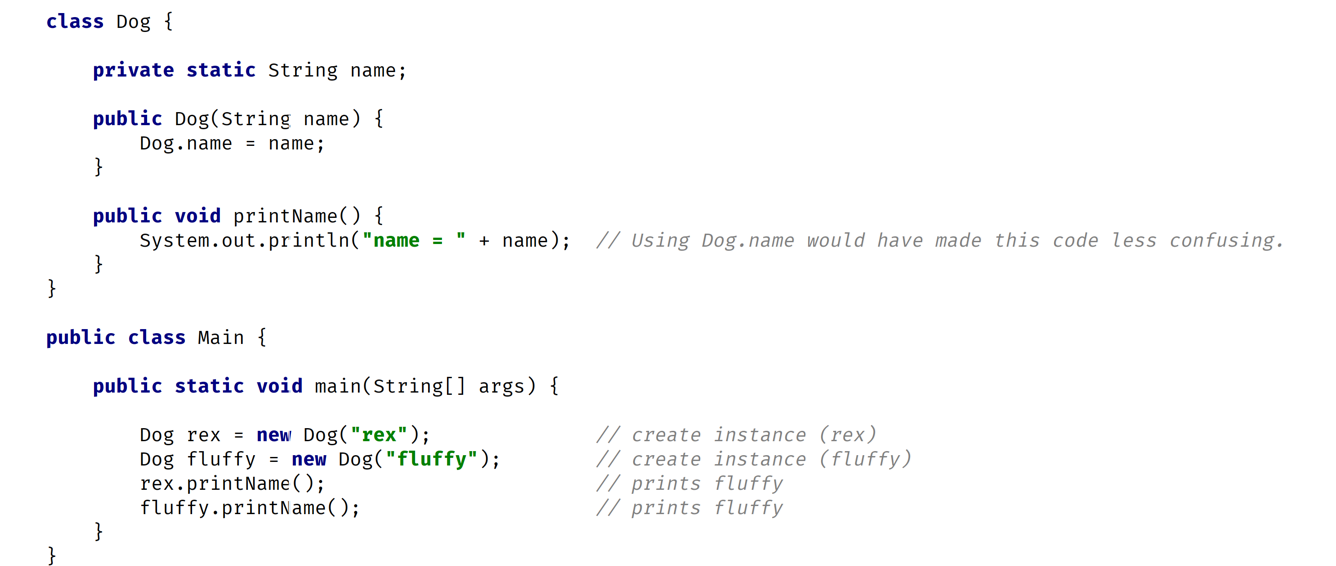 class Dog {
    private static String name;
    public Dog(String name) {
        Dog.name = name;
    }
    public void printName() {
        System.out.println("name = " + name);  // Using Dog.name would have made this code less confusing.
    }
}
public class Main {
    public static void main(String[] args) {
        Dog rex = new Dog("rex");              // create instance (rex)
        Dog fluffy = new Dog("fluffy");        // create instance (fluffy)
        rex.printName();                       // prints fluffy
        fluffy.printName();                    // prints fluffy
    }
}